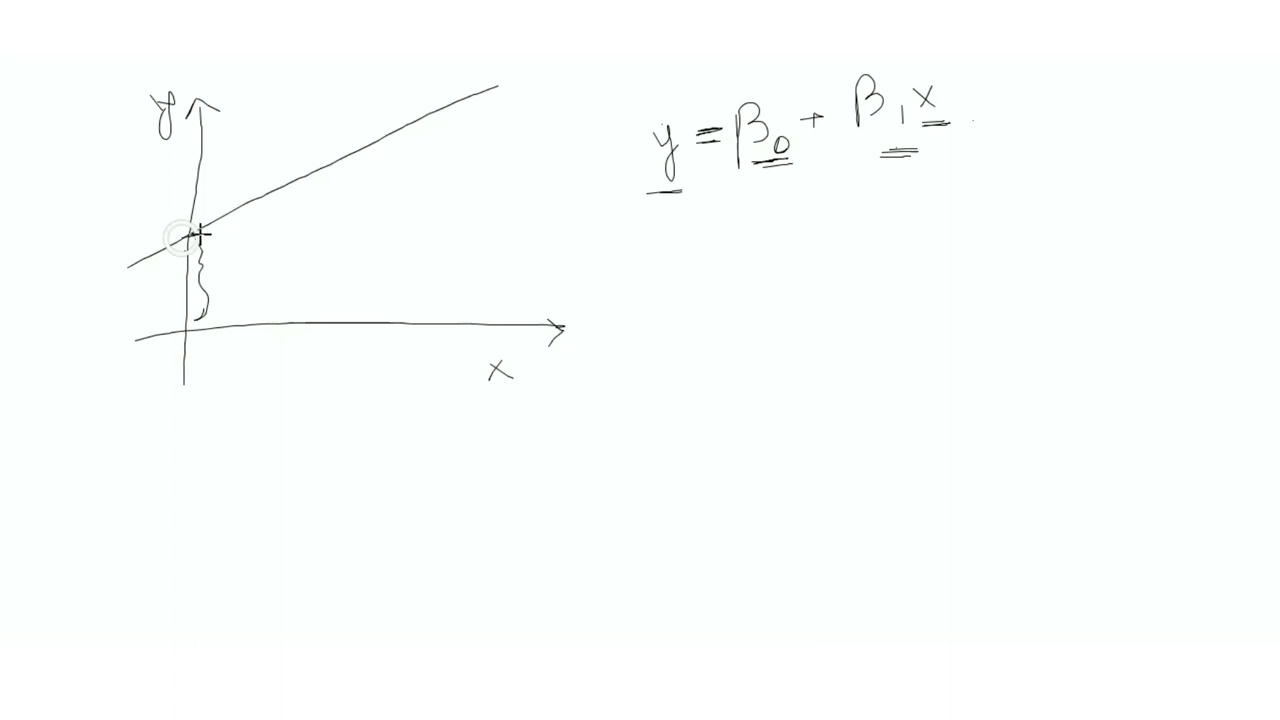 y
x
y = β₀ + β₁x